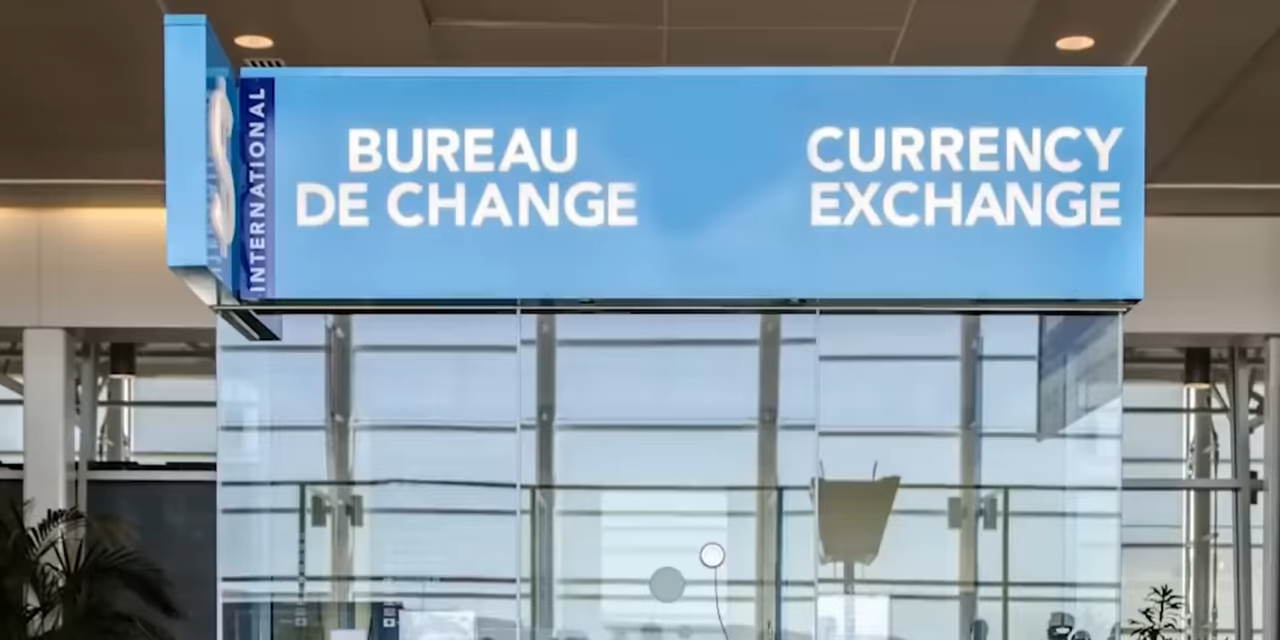 INTERNATIONAL
BUREAU
DE CHANGE
CURRENCY
EXCHANGE